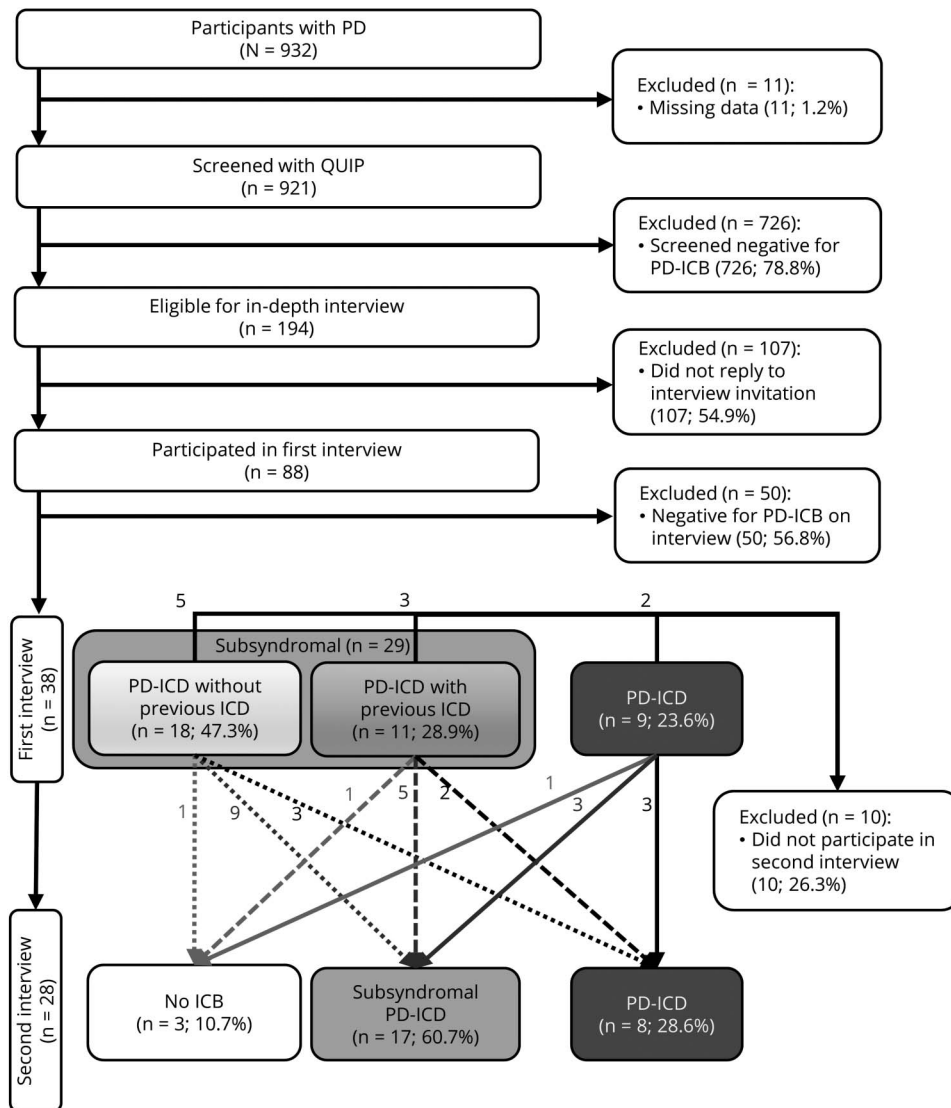 Participants with PD
(N = 932)
Excluded (n = 11):
• Missing data (11; 1.2%)
Screened with QUIP
(n = 921)
Excluded (n = 726):
• Screened negative for
PD-ICB (726; 78.8%)
Eligible for in-depth interview
(n = 194)
Excluded (n = 107):
• Did not reply to
interview invitation
(107; 54.9%)
Participated in first interview
(n = 88)
Excluded (n = 50):
• Negative for PD-ICB on
interview (50; 56.8%)
5
3
2
First interview
(n = 38)
Subsyndromal (n = 29)
PD-ICD without
previous ICD
(n = 18; 47.3%)
PD-ICD with
previous ICD
(n = 11; 28.9%)
PD-ICD
(n = 9; 23.6%)
1
9
3
1
5
2
1
3
3
Excluded (n = 10):
• Did not participate in
second interview
(10; 26.3%)
Second interview
(n = 28)
No ICB
(n = 3; 10.7%)
Subsyndromal
PD-ICD
(n = 17; 60.7%)
PD-ICD
(n = 8; 28.6%)